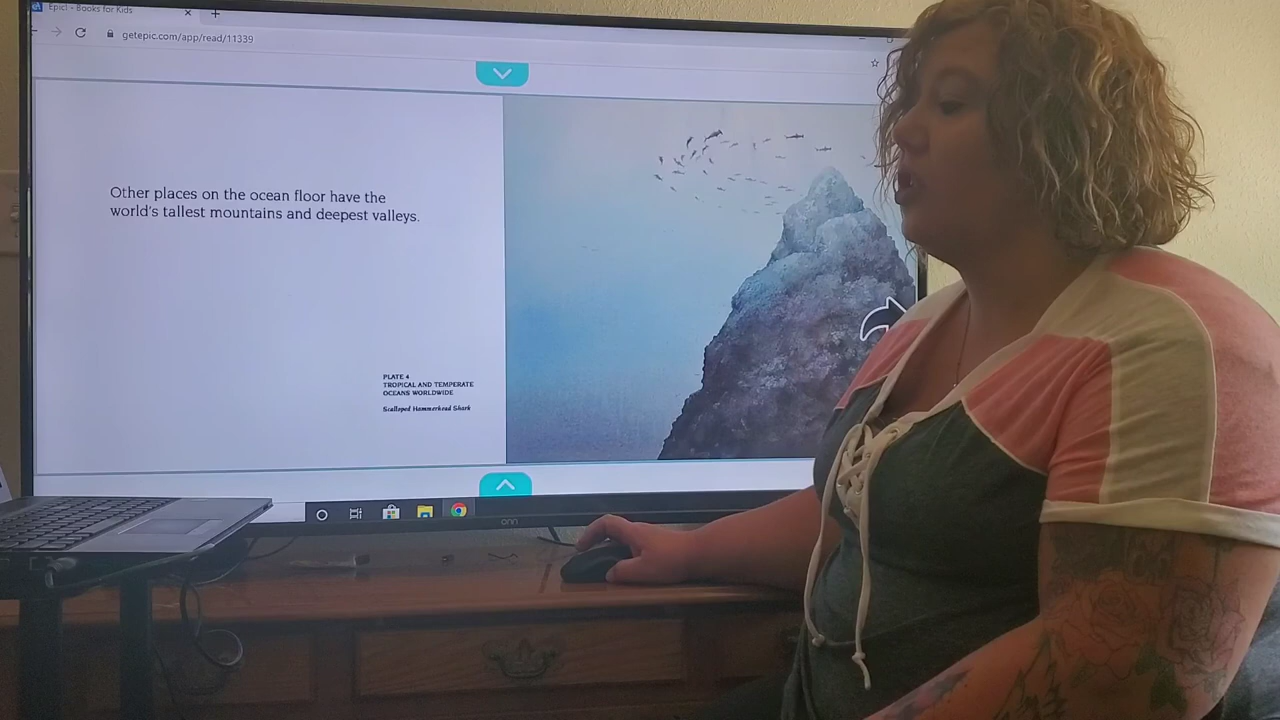 Epic! - Books for Kids
getepic.com/app/read/11339
Other places on the ocean floor have the
world's tallest mountains and deepest valleys.
PLATE 4
TROPICAL AND TEMPERATE
OCEANS WORLDWIDE
Scalloped Hammerhead Shark
onn